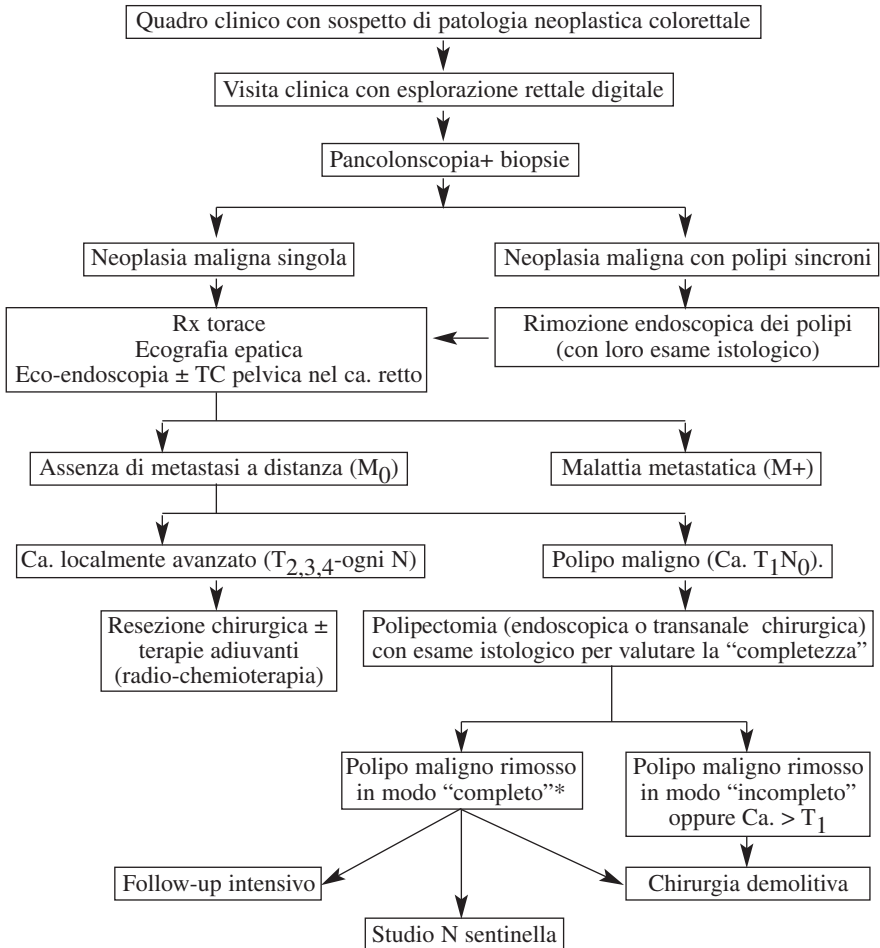 Quadro clinico con sospetto di patologia neoplastica colorettale
Visita clinica con esplorazione rettale digitale
Pancolonscopia+ biopsie
Neoplasia maligna singola
Neoplasia maligna con polipi sincroni
Rx torace
Ecografia epatica
Eco-endoscopia ± TC pelvica nel ca. retto
Rimozione endoscopica dei polipi
(con loro esame istologico)
Assenza di metastasi a distanza (M0)
Malattia metastatica (M+)
Ca. localmente avanzato (T2,3,4-ogni N)
Polipo maligno (Ca. T1N0).
Resezione chirurgica ±
terapie adiuvanti
(radio-chemioterapia)
Polipectomia (endoscopica o transanale chirurgica)
con esame istologico per valutare la “completezza”
Polipo maligno rimosso
in modo “completo”*
Polipo maligno rimosso
in modo “incompleto”
oppure Ca. > T1
Follow-up intensivo
Chirurgia demolitiva
Studio N sentinella